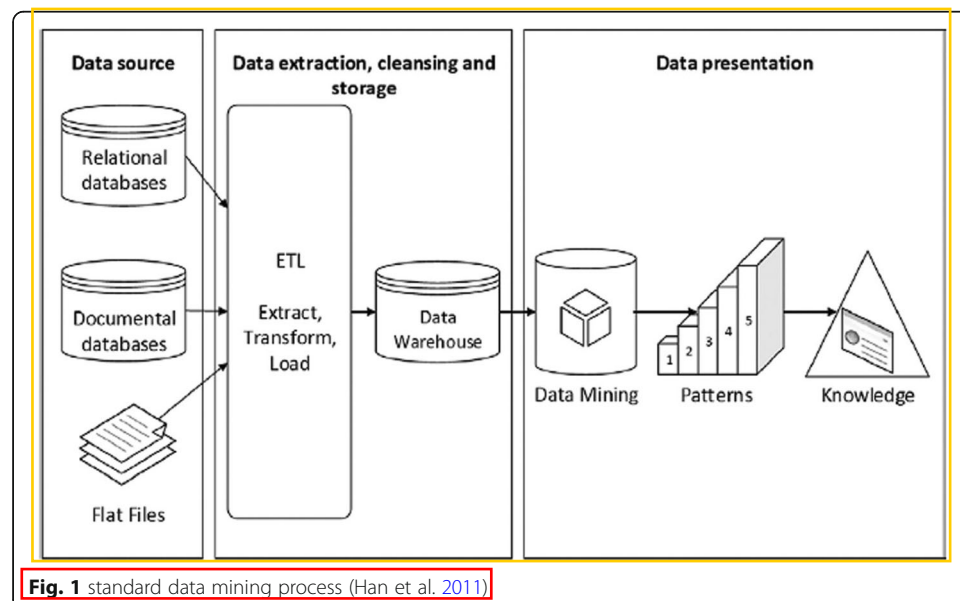 Data source
Relational
databases
Documental
databases
Flat Files
Data extraction, cleansing and
storage
ETL
Extract,
Transform,
Load
Data
Warehouse
Data presentation
Data Mining
1
2
3
4
5
Patterns
Knowledge
Fig. 1 standard data mining process (Han et al. 2011)